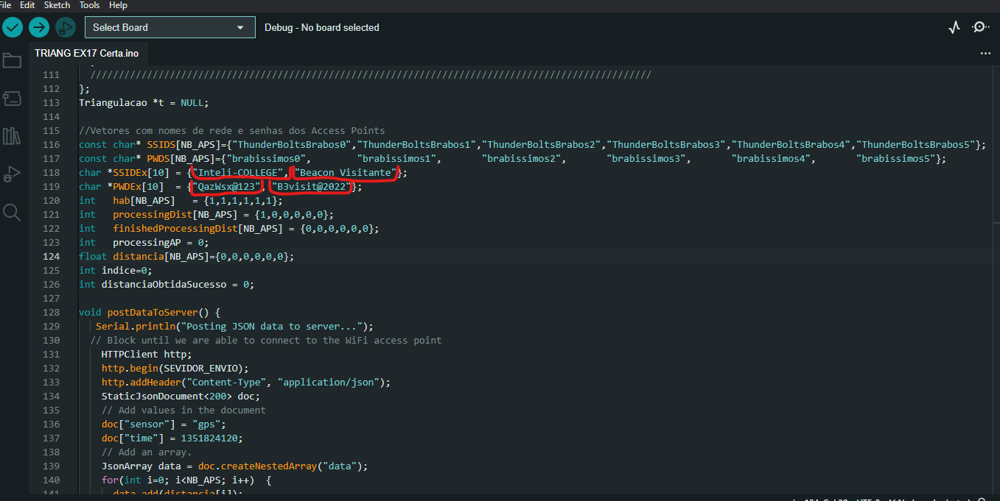 File Edit Sketch Tools Help
Select Board
Debug - No board selected
TRIANG EX17 Certa.ino
111 ///////////////////////////////////////////////////////////////////////////////////////////////////
112 };
113 Triangulacao *t = NULL;
114
115 //Vetores com nomes de rede e senhas dos Access Points
116 const char* SSIDS[NB_APS]={"ThunderBoltsBrabos0","ThunderBoltsBrabos1","ThunderBoltsBrabos2","ThunderBoltsBrabos3","ThunderBoltsBrabos4","ThunderBoltsBrabos5"};
117 const char* PWDS[NB_APS]={"brabissimos0", "brabissimos1", "brabissimos2", "brabissimos3", "brabissimos4", "brabissimos5"};
118 char *SSIDEx[10] = {"Inteli-COLLEGE", "Beacon Visitante"};
119 char *PWDEx[10] = {"QazWsx@123", "B3visit@2022"};
120 int hab[NB_APS] = {1,1,1,1,1,1};
121 int processingDist[NB_APS] = {1,0,0,0,0,0};
122 int finishedProcessingDist[NB_APS] = {0,0,0,0,0,0};
123 int processingAP = 0;
124 float distancia[NB_APS]={0,0,0,0,0,0};
125 int indice=0;
126 int distanciaObtidaSucesso = 0;
127
128 void postDataToServer() {
129 Serial.println("Posting JSON data to server...");
130 // Block until we are able to connect to the WiFi access point
131 HTTPClient http;
132 http.begin(SEVIDOR_ENVIO);
133 http.addHeader("Content-Type", "application/json");
134 StaticJsonDocument<200> doc;
135 // Add values in the document
136 doc["sensor"] = "gps";
137 doc["time"] = 1351824120;
138 // Add an array.
139 JsonArray data = doc.createNestedArray("data");
140 for(int i=0; i<NB_APS; i++) {
141 data.add(distancia[i]);